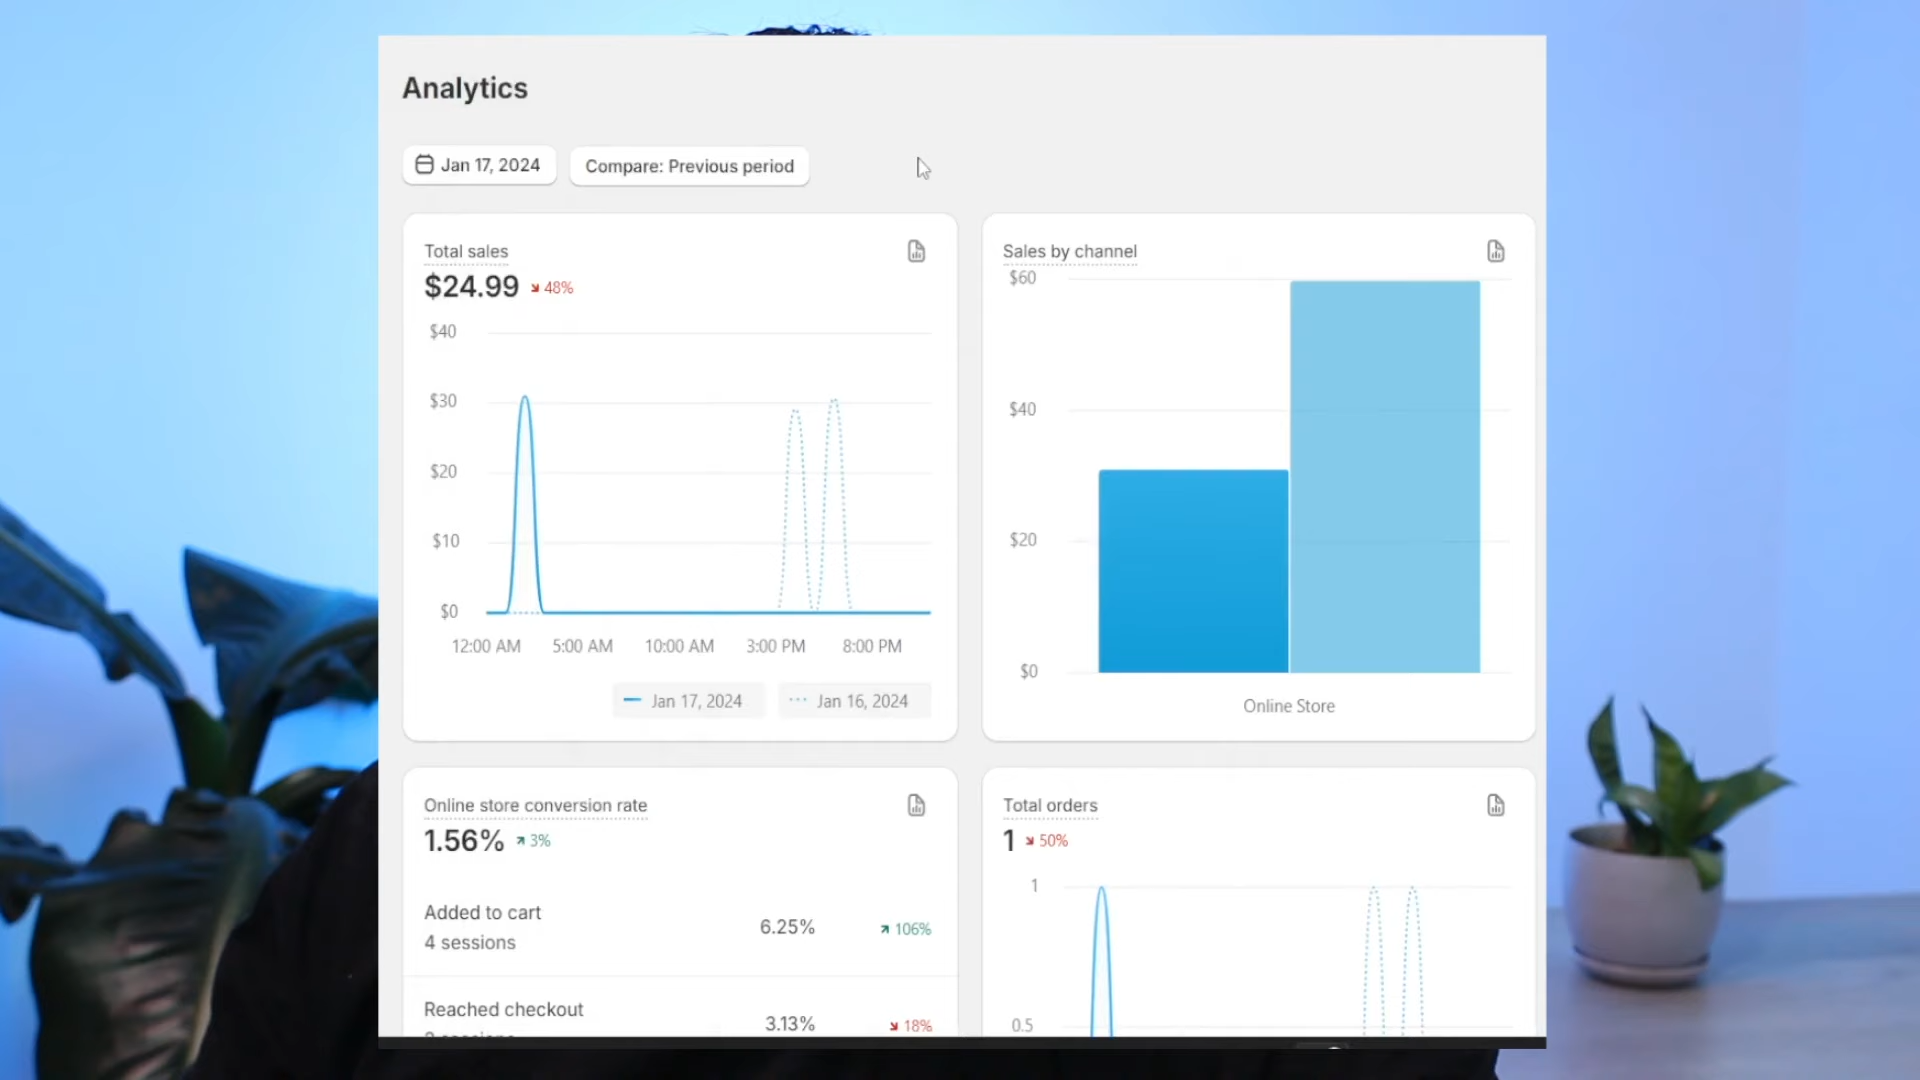 Analytics
Jan 17, 2024
Compare: Previous period
Total sales
$24.99 48%
$40
$30
$20
$10
$0
12:00 AM 5:00 AM 10:00 AM 3:00 PM 8:00 PM
Jan 17, 2024 Jan 16, 2024
Sales by channel
$60
$40
$20
$0
Online Store
Online store conversion rate
1.56% 3%
Added to cart
4 sessions
6.25% 106%
Reached checkout
3.13% 18%
Total orders
1 50%
1
0.5